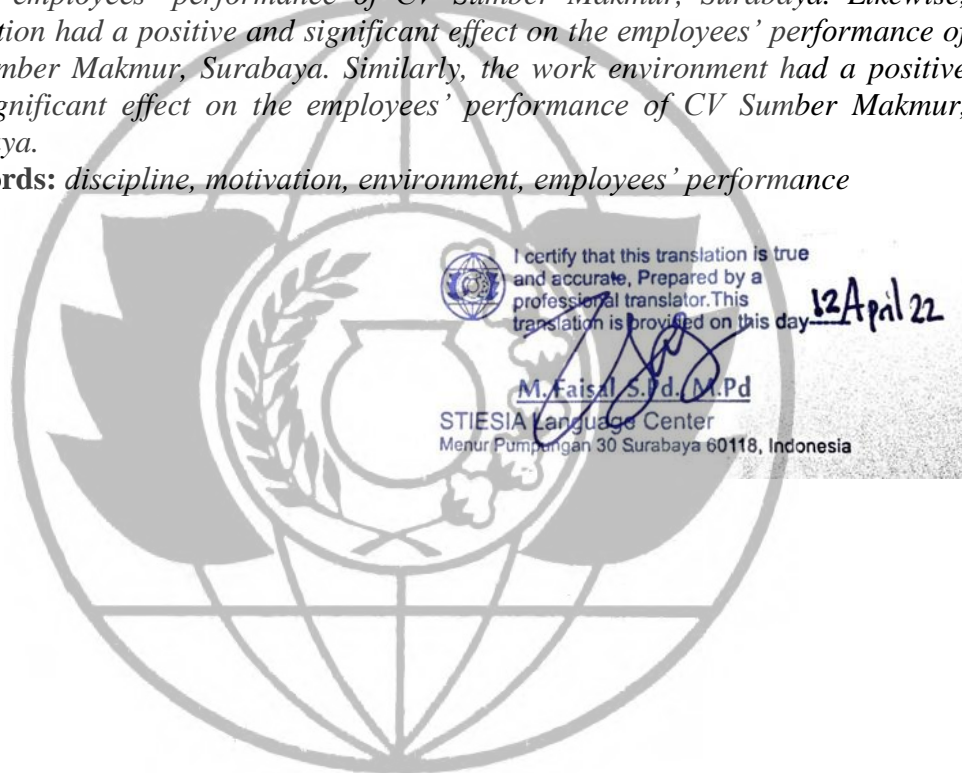 employees’ performance of CV Sumber Makmur, Surabaya. Likewise,
tion had a positive and significant effect on the employees’ performance of
mber Makmur, Surabaya. Similarly, the work environment had a positive
gnificant effect on the employees’ performance of CV Sumber Makmur,
ya.
ords: discipline, motivation, environment, employees’ performance
I certify that this translation is true
and accurate, Prepared by a
professional translator.This
translation is provided on this day 12 April 22
M. Faisal S.Pd. M.Pd
STIESIA Language Center
Menur Pumpungan 30 Surabaya 60118, Indonesia